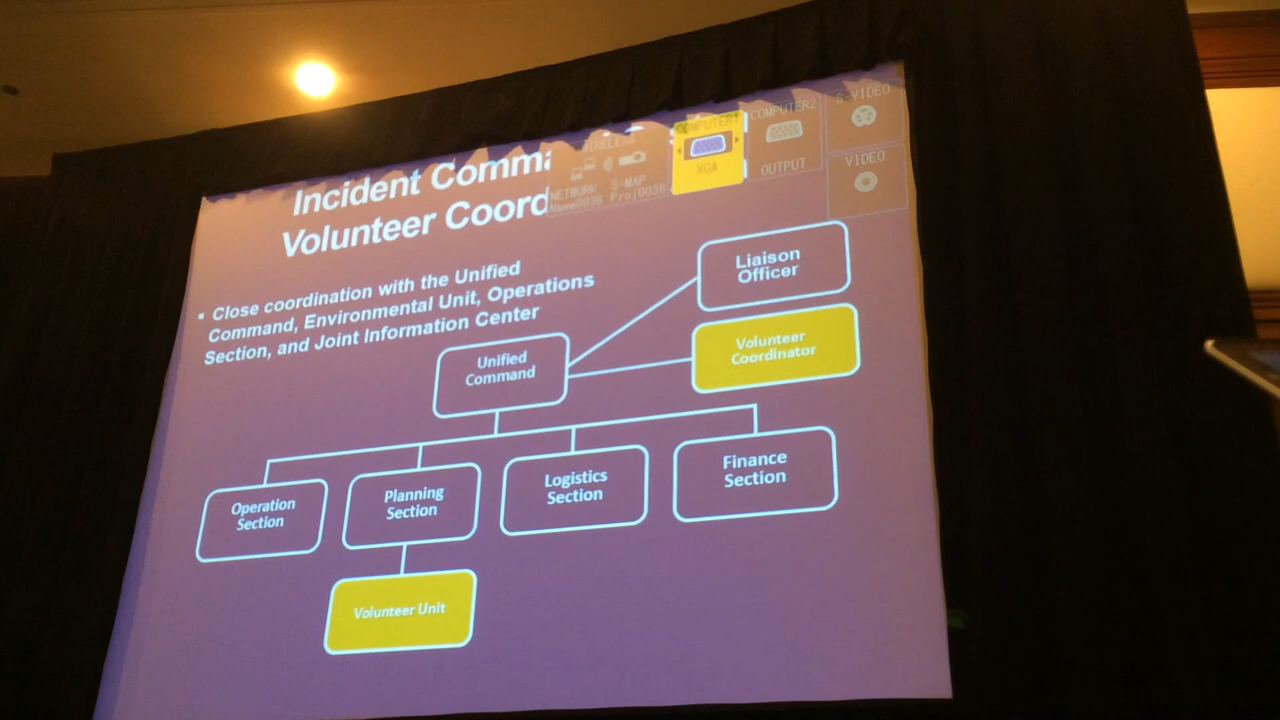 Incident
Volunteer
WIRELESS
COMPUTER1
COMPUTER2
S-VIDEO
XGA
OUTPUT
VIDEO
NETWORK S-MAP
Name0036 Proj0036
▪ Close coordination with the Unified
Command, Environmental Unit, Operations
Section, and Joint Information Center
Liaison
Officer
Volunteer
Coordinator
Unified
Command
Operation
Section
Planning
Section
Logistics
Section
Finance
Section
Volunteer Unit